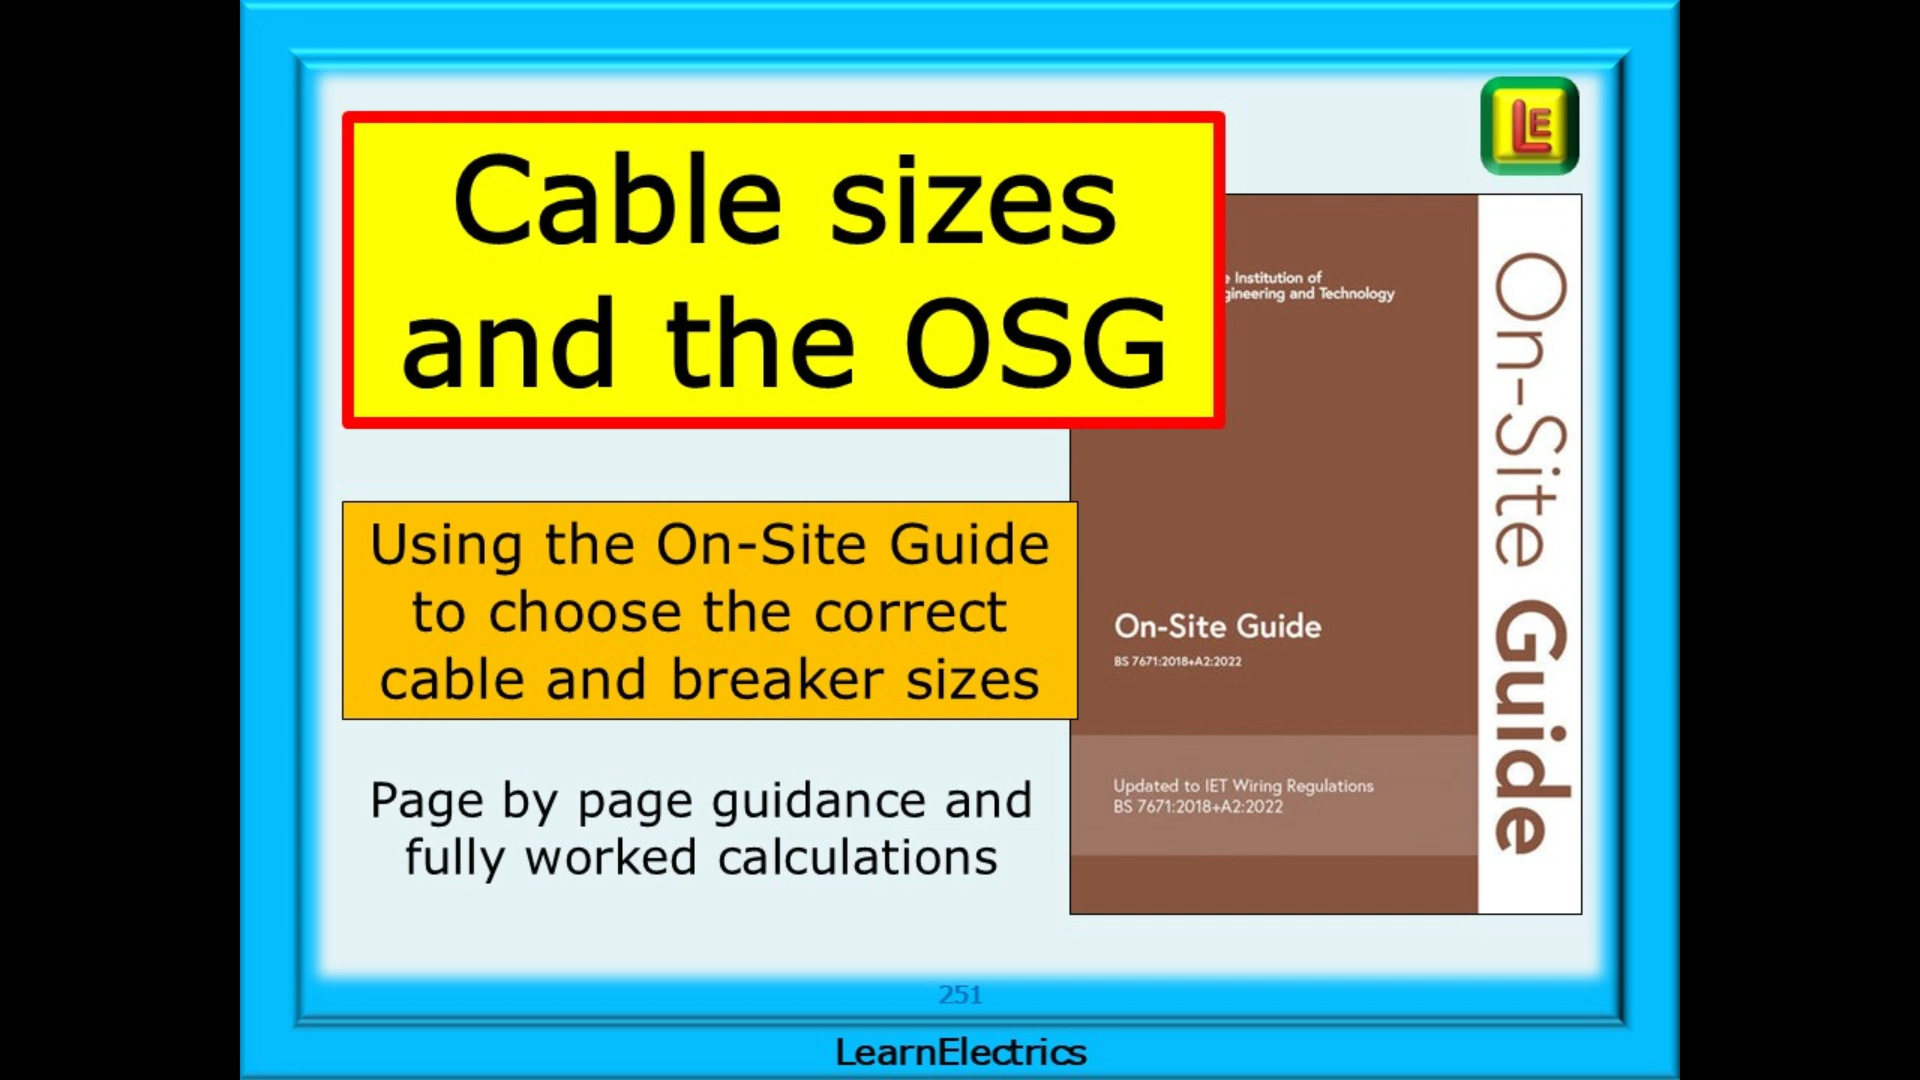 LE
Cable sizes
and the OSG
Institution of
and Technology
On-Site Guide
Using the On-Site Guide
to choose the correct
cable and breaker sizes
On-Site Guide
BS 7671:2018+A2:2022
Page by page guidance and
fully worked calculations
Updated to IET Wiring Regulations
BS 7671:2018+A2:2022
251
LearnElectrics